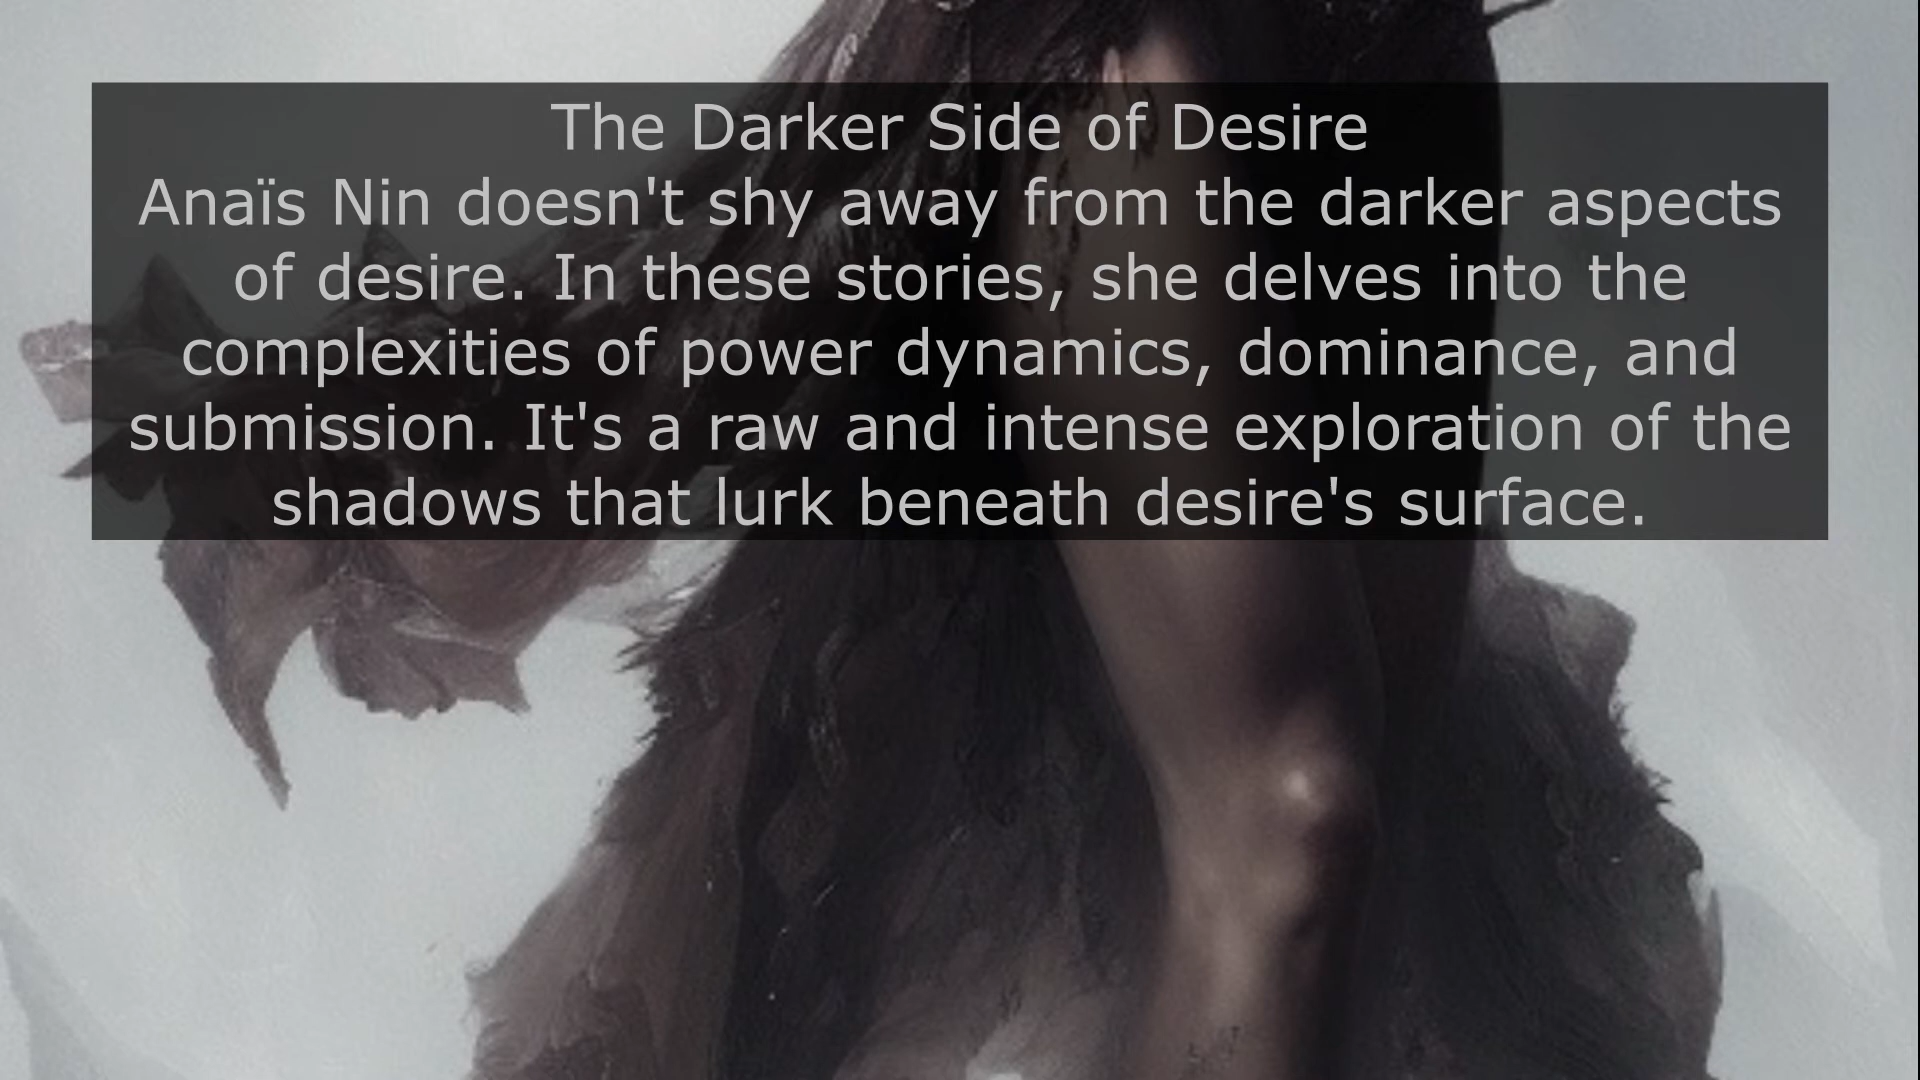 The Darker Side of Desire
Anaïs Nin doesn't shy away from the darker aspects
of desire. In these stories, she delves into the
complexities of power dynamics, dominance, and
submission. It's a raw and intense exploration of the
shadows that lurk beneath desire's surface.